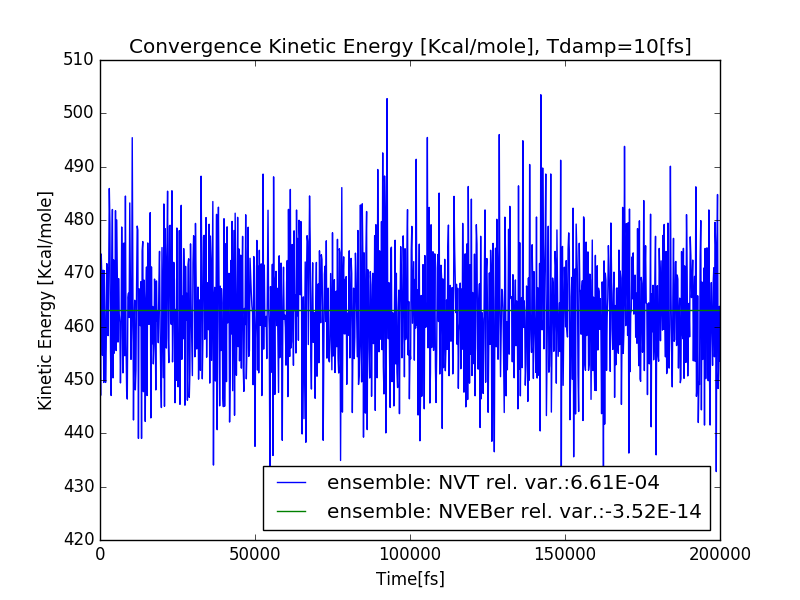 Convergence Kinetic Energy [Kcal/mole], Tdamp=10[fs]
510
500
490
480
470
460
450
440
430
420
Kinetic Energy [Kcal/mole]
ensemble: NVT rel. var.:6.61E-04
ensemble: NVEBer rel. var.:-3.52E-14
0 50000 100000 150000 200000
Time[fs]